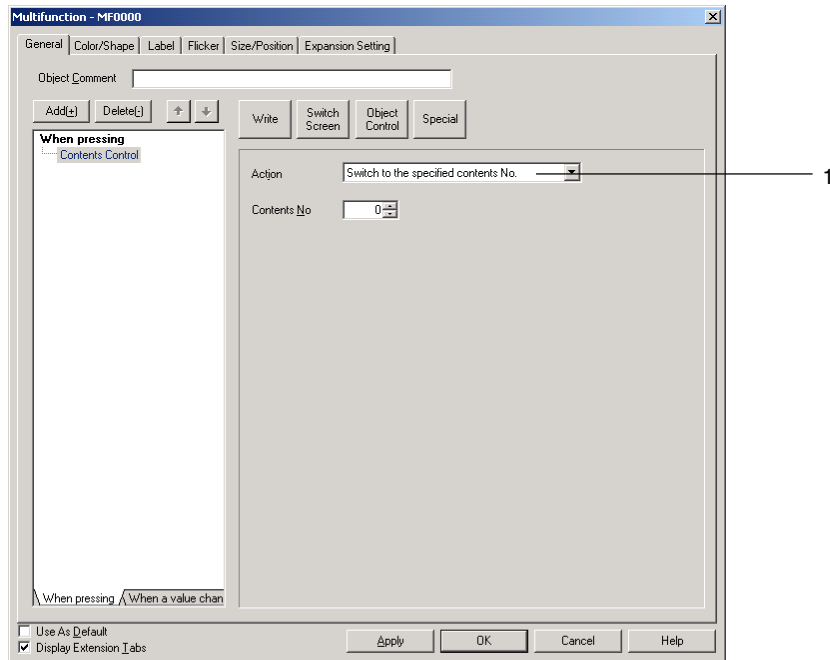 Multifunction - MF0000
General Color/Shape Label Flicker Size/Position Expansion Setting
Object Comment
Add(+) Delete(-)
Write Switch Screen Object Control Special
When pressing
Contents Control
Action Switch to the specified contents No. 1
Contents No 0
When pressing When a value chan
Use As Default
Display Extension Tabs
Apply OK Cancel Help